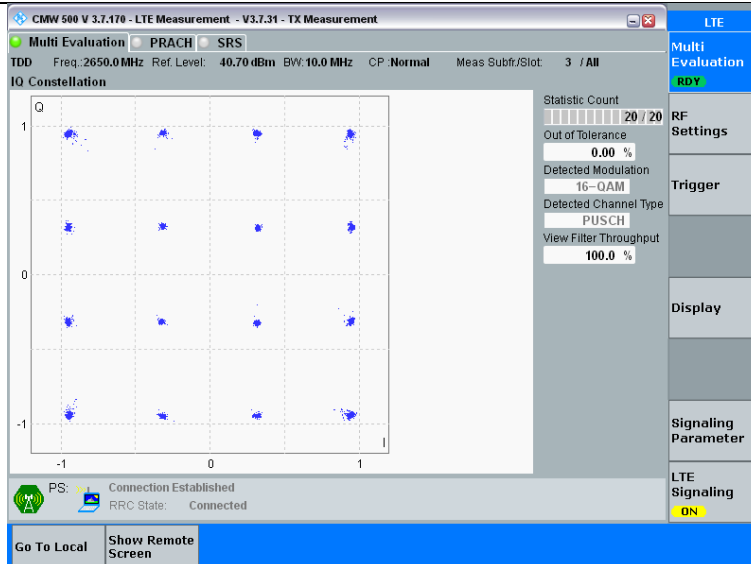 CMW 500 V 3.7.170 - LTE Measurement - V3.7.31 - TX Measurement
LTE
Multi Evaluation PRACH SRS
TDD Freq.:2650.0 MHz Ref. Level: 40.70 dBm BW:10.0 MHz CP :Normal Meas Subfr./Slot: 3 / All
IQ Constellation
Q
1
0
-1
-1 0 1
I
Statistic Count
20 / 20
Out of Tolerance
0.00 %
Detected Modulation
16-QAM
Detected Channel Type
PUSCH
View Filter Throughput
100.0 %
Multi
Evaluation
RDY
RF
Settings
Trigger
Display
Signaling
Parameter
LTE
Signaling
ON
PS: Connection Established
RRC State: Connected
Go To Local
Show Remote
Screen